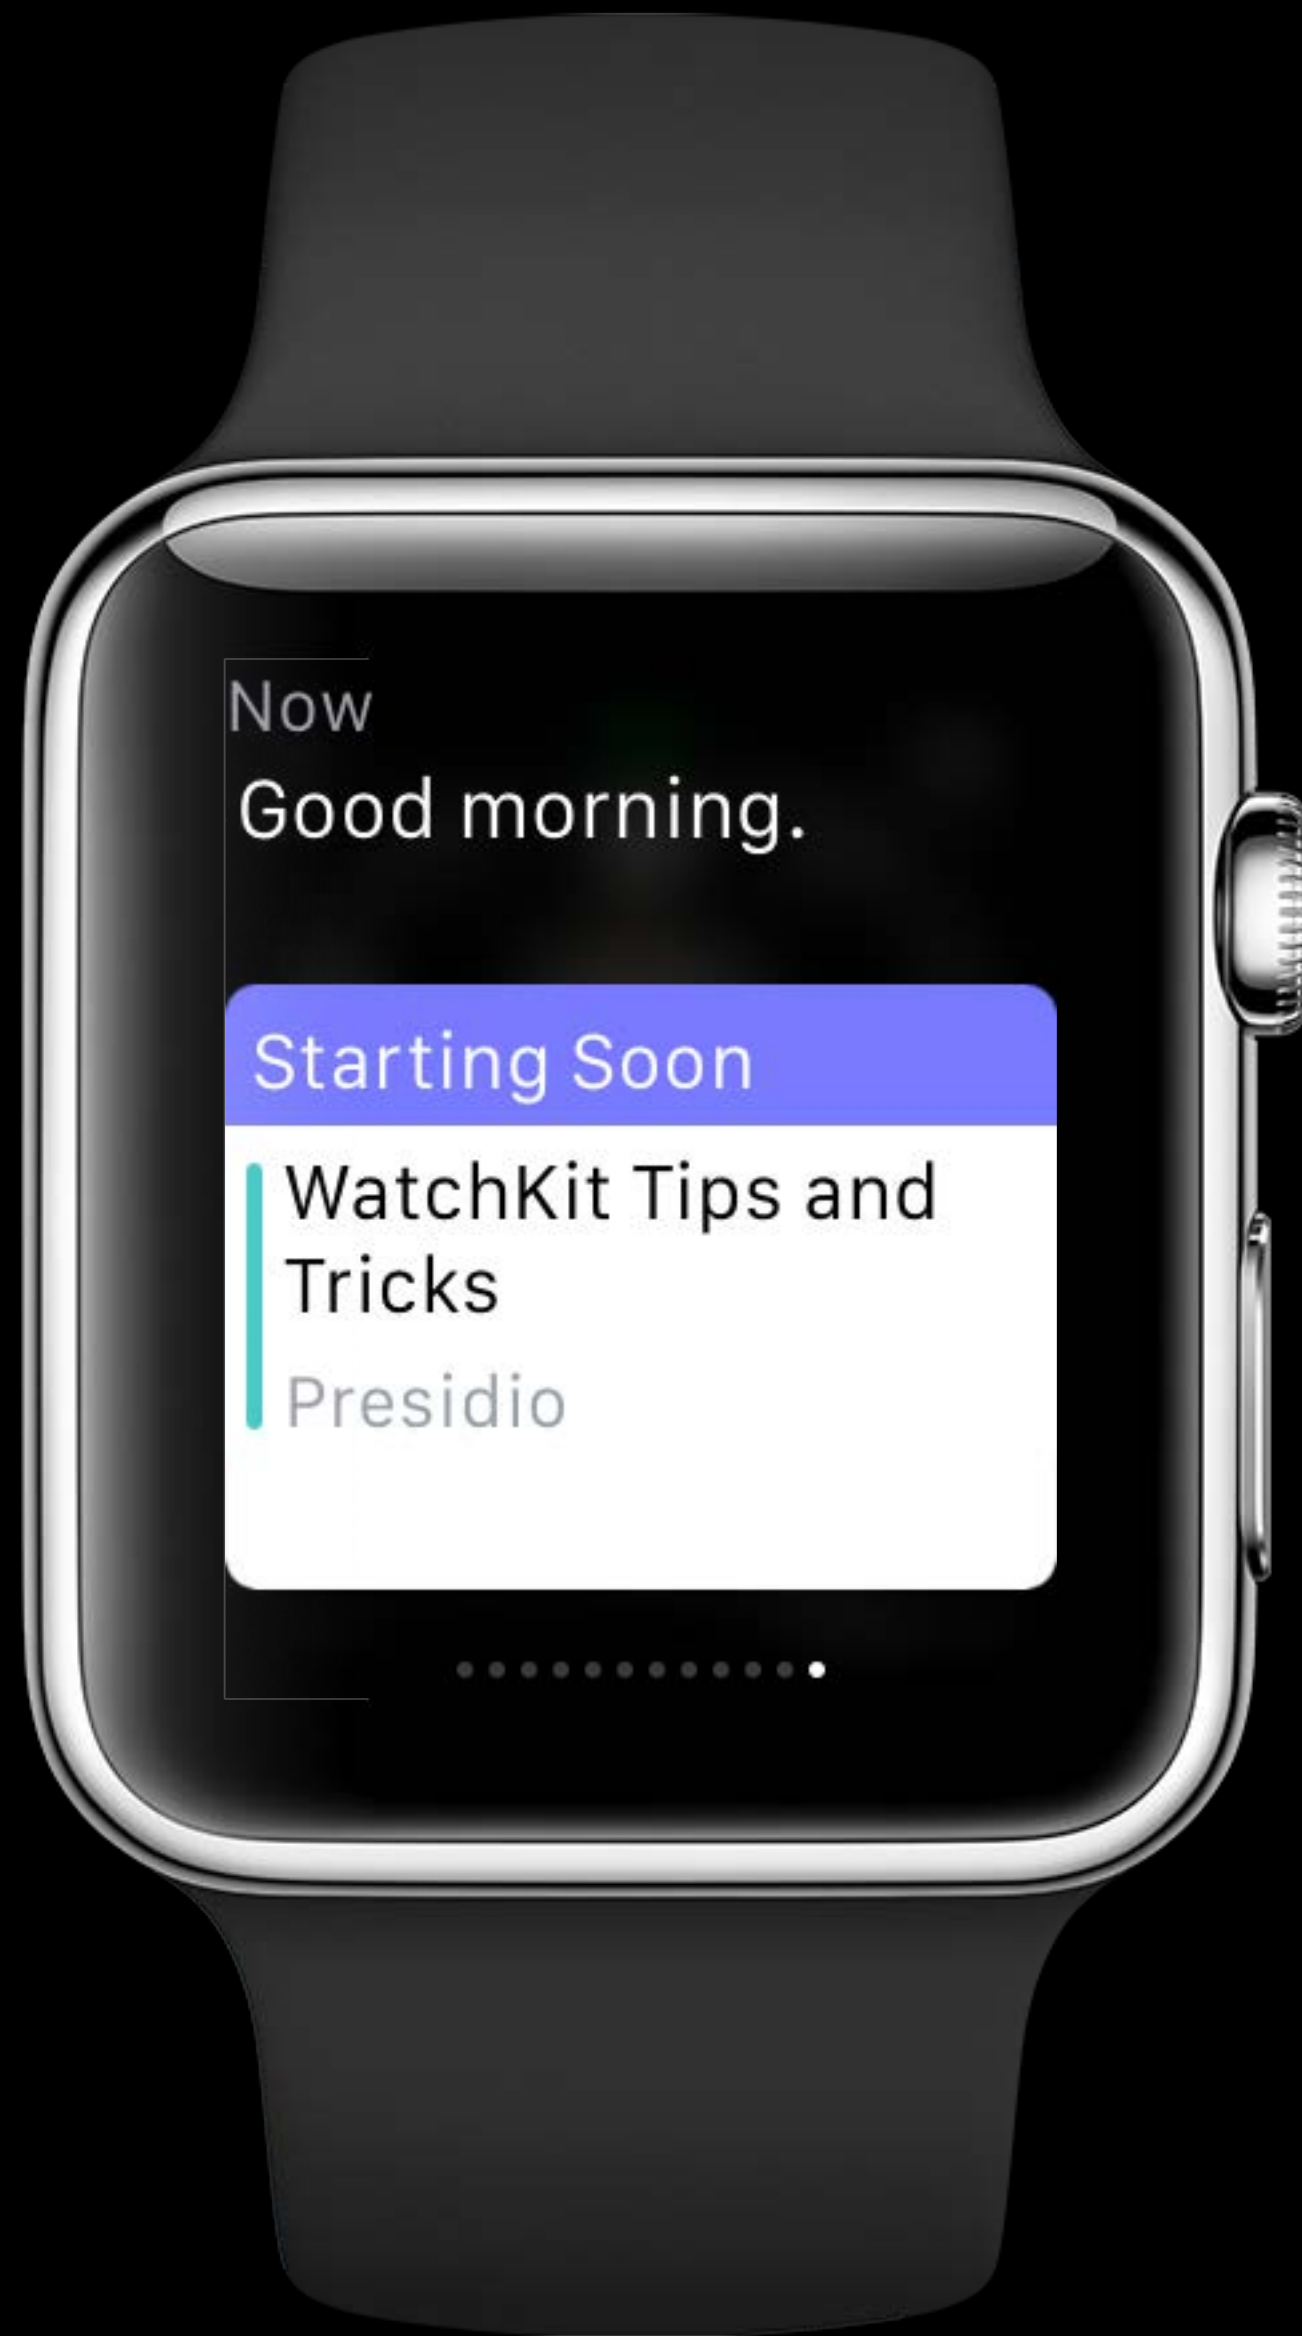 Now
Good morning.
Starting Soon
WatchKit Tips and
Tricks
Presidio